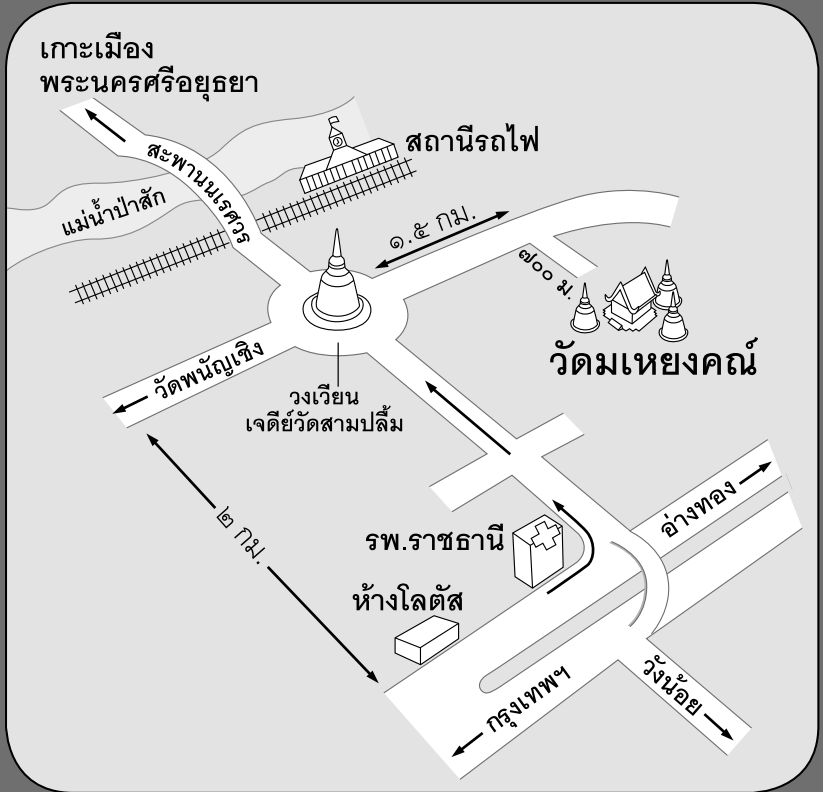 เกาะเมือง
พระนครศรีอยุธยา
สะพานนเรศวร
สถานีรถไฟ
แม่น้ำป่าสัก
๑.๕ กม.
๗๐๐ ม.
วัดมเหยงคณ์
วัดพนัญเชิง
วงเวียน
เจดีย์วัดสามปลื้ม
๒ กม.
อ่างทอง
รพ.ราชธานี
ห้างโลตัส
กรุงเทพฯ
วังน้อย